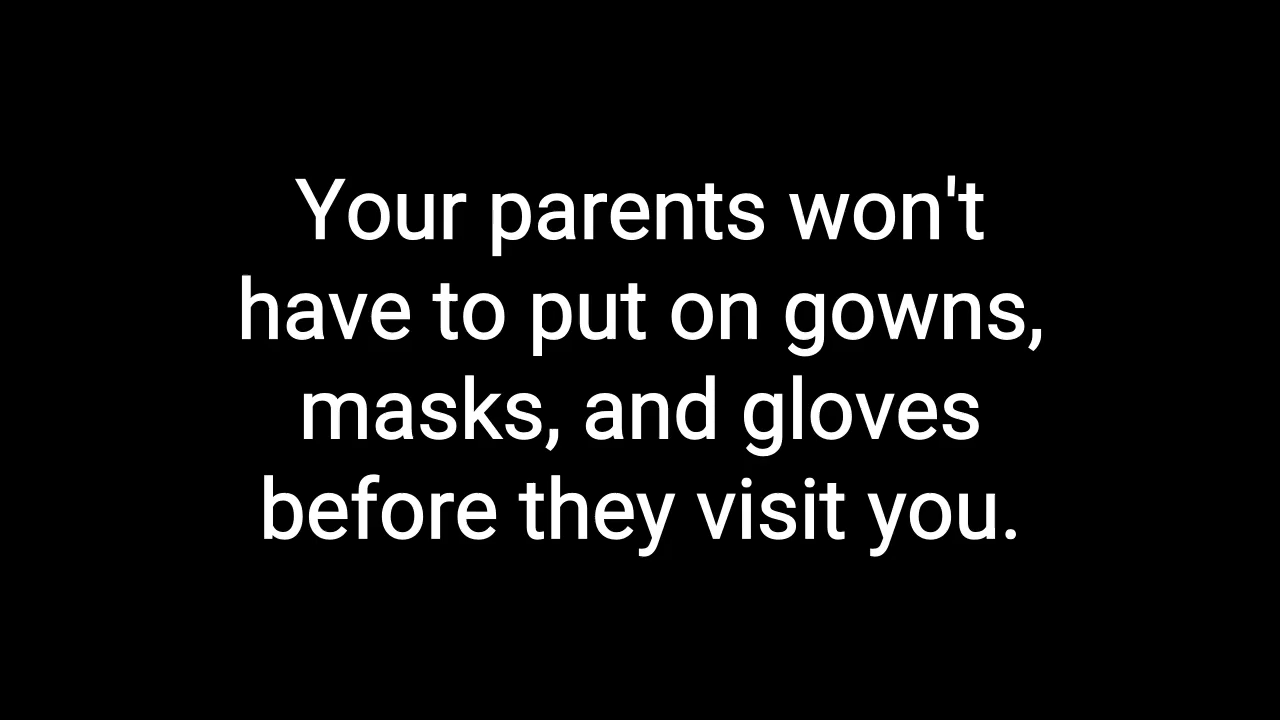 Your parents won't
have to put on gowns,
masks, and gloves
before they visit you.